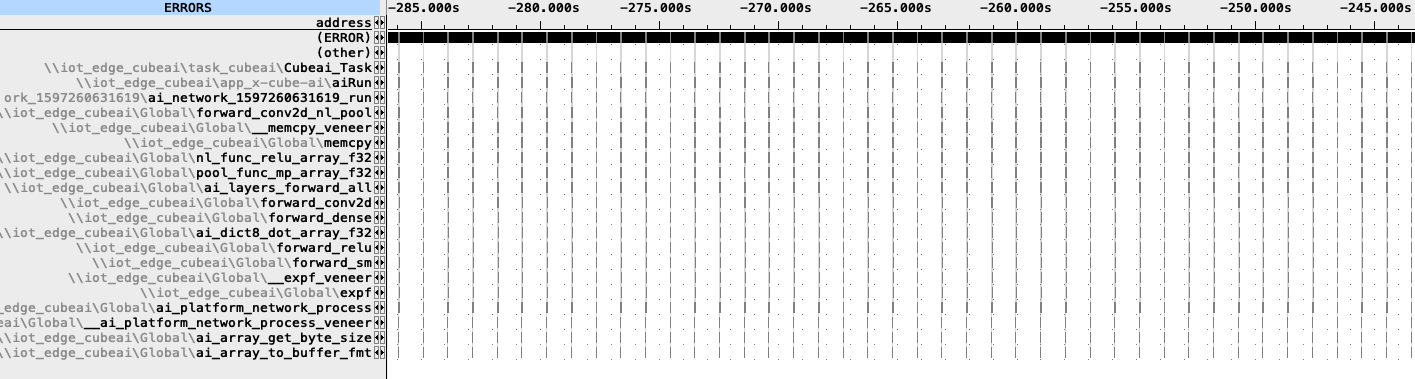 ERRORS -285.000s -280.000s -275.000s -270.000s -265.000s -260.000s -255.000s -250.000s -245.000s
address
(ERROR)
(other)
\\iot_edge_cubeai\task_cubeai\Cubeai_Task
\\iot_edge_cubeai\app_x-cube-ai\aiRun
ork_1597260631619\ai_network_1597260631619_run
\\iot_edge_cubeai\Global\forward_conv2d_nl_pool
\\iot_edge_cubeai\Global\__memcpy_veneer
\\iot_edge_cubeai\Global\memcpy
\\iot_edge_cubeai\Global\nl_func_relu_array_f32
\\iot_edge_cubeai\Global\pool_func_mp_array_f32
\\iot_edge_cubeai\Global\ai_layers_forward_all
\\iot_edge_cubeai\Global\forward_conv2d
\\iot_edge_cubeai\Global\forward_dense
\\iot_edge_cubeai\Global\ai_dict8_dot_array_f32
\\iot_edge_cubeai\Global\forward_relu
\\iot_edge_cubeai\Global\forward_sm
\\iot_edge_cubeai\Global\__expf_veneer
\\iot_edge_cubeai\Global\expf
_edge_cubeai\Global\ai_platform_network_process
eai\Global\__ai_platform_network_process_veneer
\\iot_edge_cubeai\Global\ai_array_get_byte_size
\\iot_edge_cubeai\Global\ai_array_to_buffer_fmt